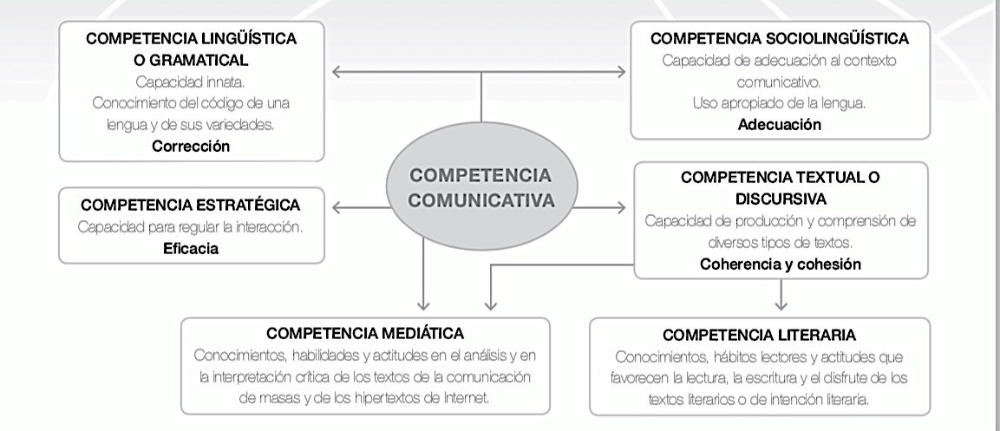 COMPETENCIA LINGÜÍSTICA
O GRAMATICAL
Capacidad innata.
Conocimiento del código de una
lengua y de sus variedades.
Corrección
COMPETENCIA SOCIOLINGÜÍSTICA
Capacidad de adecuación al contexto
comunicativo.
Uso apropiado de la lengua.
Adecuación
COMPETENCIA
COMUNICATIVA
COMPETENCIA ESTRATÉGICA
Capacidad para regular la interacción.
Eficacia
COMPETENCIA TEXTUAL O
DISCURSIVA
Capacidad de producción y comprensión de
diversos tipos de textos.
Coherencia y cohesión
COMPETENCIA MEDIÁTICA
Conocimientos, habilidades y actitudes en el análisis y en
la interpretación crítica de los textos de la comunicación
de masas y de los hipertextos de Internet.
COMPETENCIA LITERARIA
Conocimientos, hábitos lectores y actitudes que
favorecen la lectura, la escritura y el disfrute de los
textos literarios o de intención literaria.